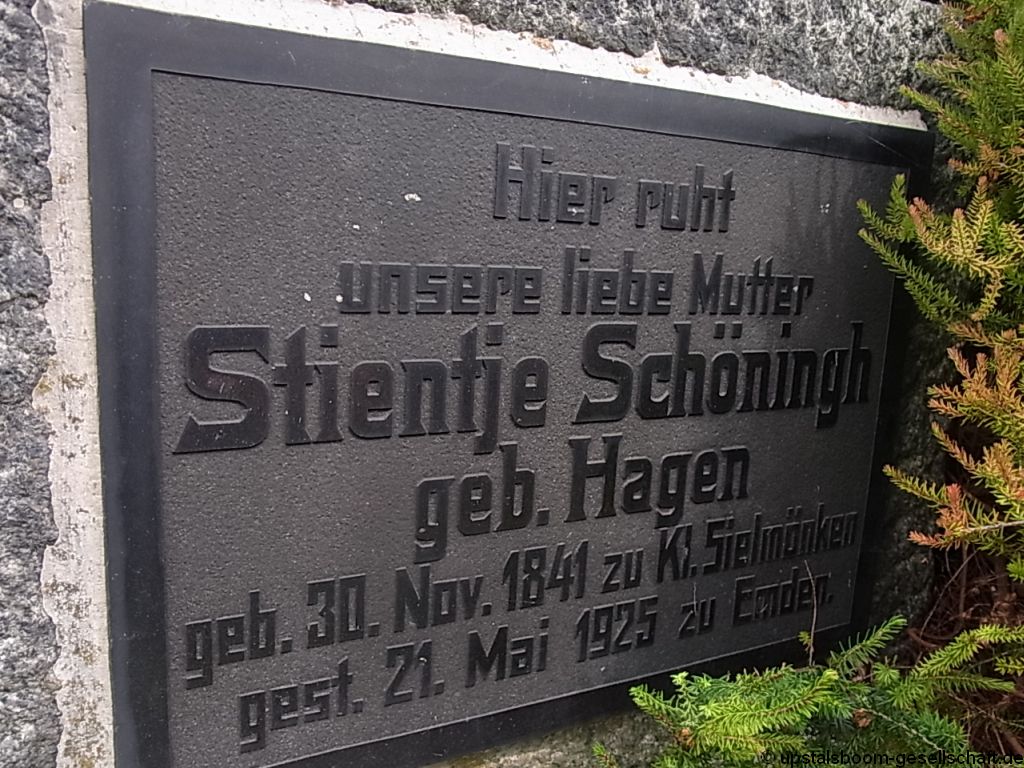 Hier ruht
unsere liebe Mutter
Stientje Schöningh
geb. Hagen
geb. 30. Nov. 1841 zu Kl. Sielmönken
gest. 21. Mai 1925 zu Emden.
© upstalsboom-gesellschaft.de